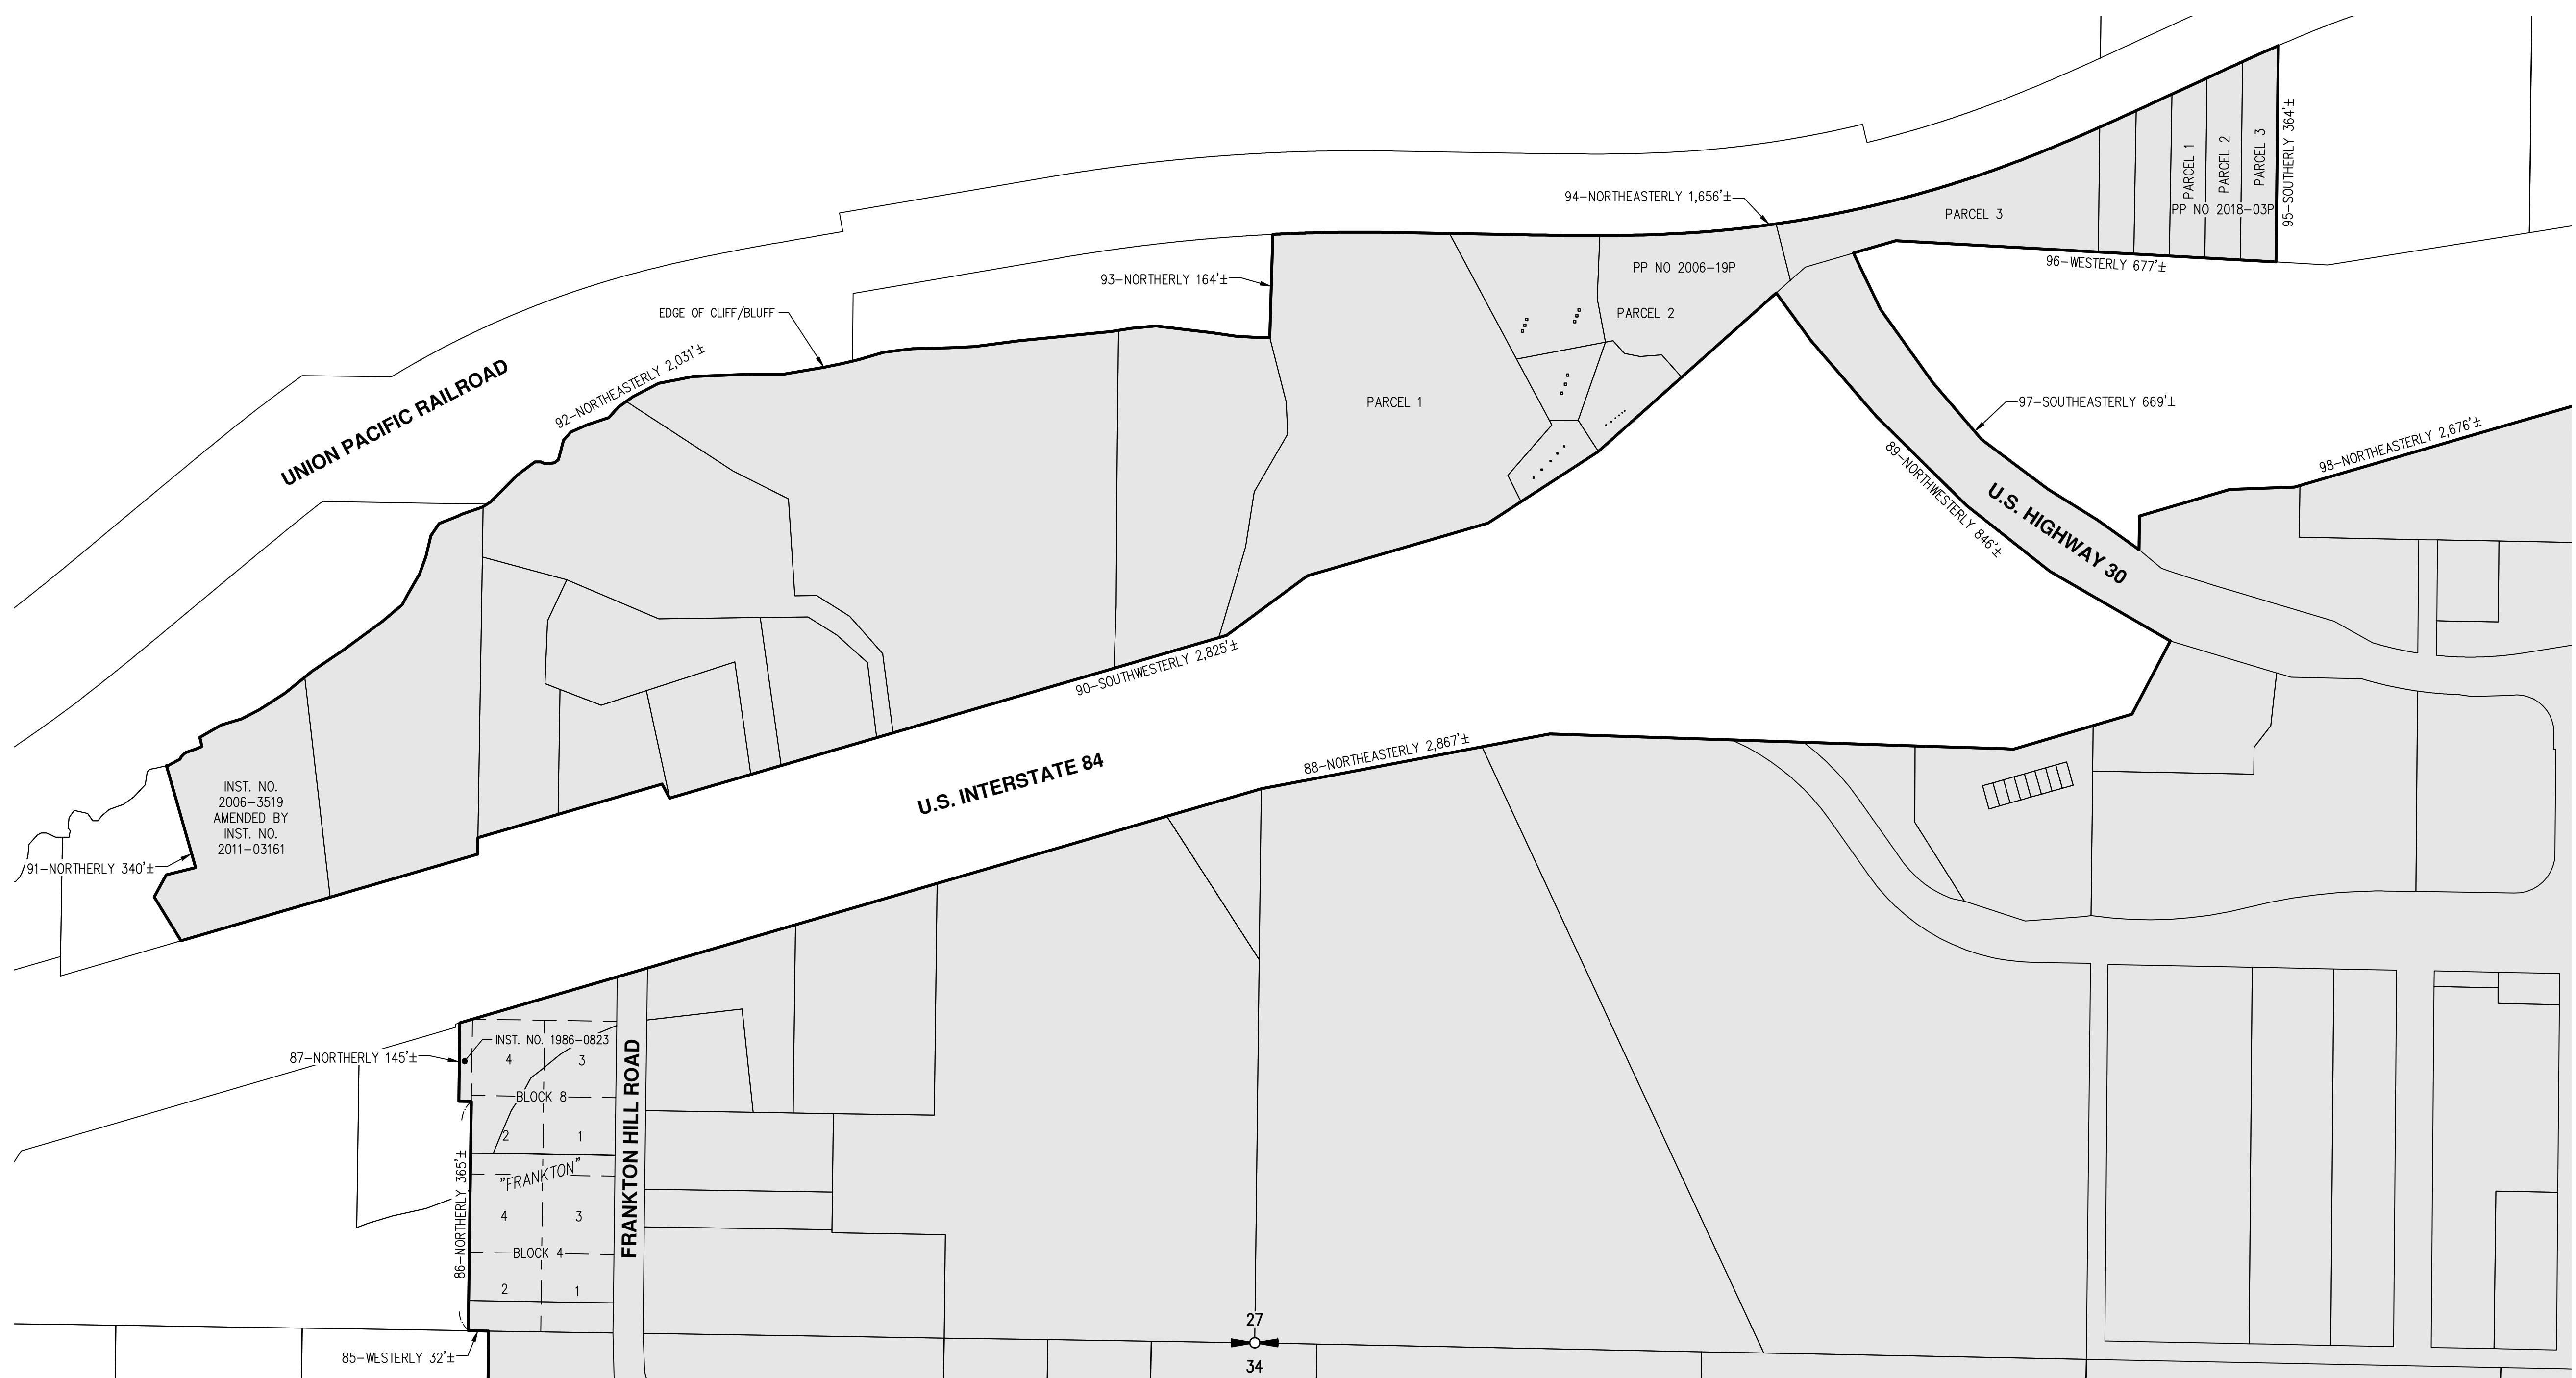 95-SOUTHERLY 364'±
PARCEL 1
PARCEL 2
PARCEL 3
PP NO 2018-03P
94-NORTHEASTERLY 1,656'±
PARCEL 3
96-WESTERLY 677'±
93-NORTHERLY 164'±
PP NO 2006-19P
PARCEL 2
EDGE OF CLIFF/BLUFF
UNION PACIFIC RAILROAD
92-NORTHEASTERLY 2,031'±
PARCEL 1
97-SOUTHEASTERLY 669'±
98-NORTHEASTERLY 2,676'±
89-NORTHWESTERLY 846'±
U.S. HIGHWAY 30
90-SOUTHWESTERLY 2,825'±
88-NORTHEASTERLY 2,867'±
U.S. INTERSTATE 84
INST. NO.
2006-3519
AMENDED BY
INST. NO.
2011-03161
91-NORTHERLY 340'±
INST. NO. 1986-0823
87-NORTHERLY 145'±
4
3
BLOCK 8
2
1
"FRANKTON"
FRANKTON HILL ROAD
86-NORTHERLY 365'±
4
3
BLOCK 4
2
1
85-WESTERLY 32'±
27
34